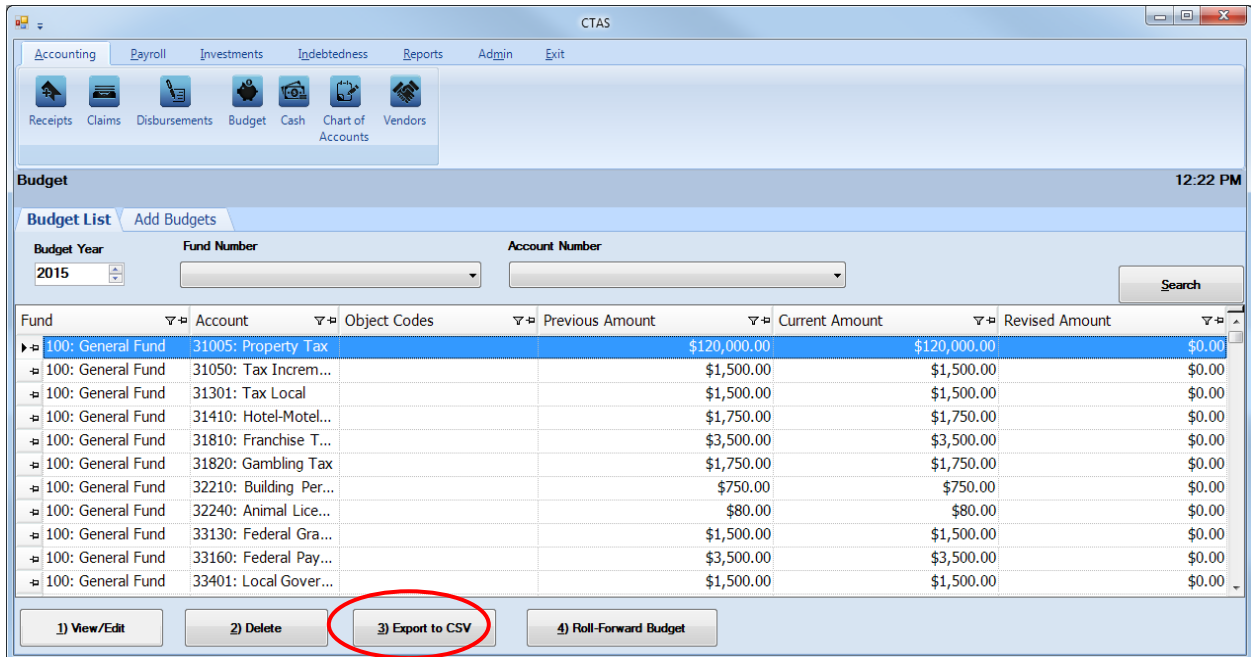 CTAS
Accounting Payroll Investments Indebtedness Reports Admin Exit
Receipts Claims Disbursements Budget Cash Chart of Accounts Vendors
Budget 12:22 PM
Budget List Add Budgets
Budget Year Fund Number Account Number
2015
Search
Fund Account Object Codes Previous Amount Current Amount Revised Amount
100: General Fund 31005: Property Tax $120,000.00 $120,000.00 $0.00
100: General Fund 31050: Tax Increm... $1,500.00 $1,500.00 $0.00
100: General Fund 31301: Tax Local $1,500.00 $1,500.00 $0.00
100: General Fund 31410: Hotel-Motel... $1,750.00 $1,750.00 $0.00
100: General Fund 31810: Franchise T... $3,500.00 $3,500.00 $0.00
100: General Fund 31820: Gambling Tax $1,750.00 $1,750.00 $0.00
100: General Fund 32210: Building Per... $750.00 $750.00 $0.00
100: General Fund 32240: Animal Lice... $80.00 $80.00 $0.00
100: General Fund 33130: Federal Gra... $1,500.00 $1,500.00 $0.00
100: General Fund 33160: Federal Pay... $3,500.00 $3,500.00 $0.00
100: General Fund 33401: Local Gover... $1,500.00 $1,500.00 $0.00
1) View/Edit 2) Delete 3) Export to CSV 4) Roll-Forward Budget